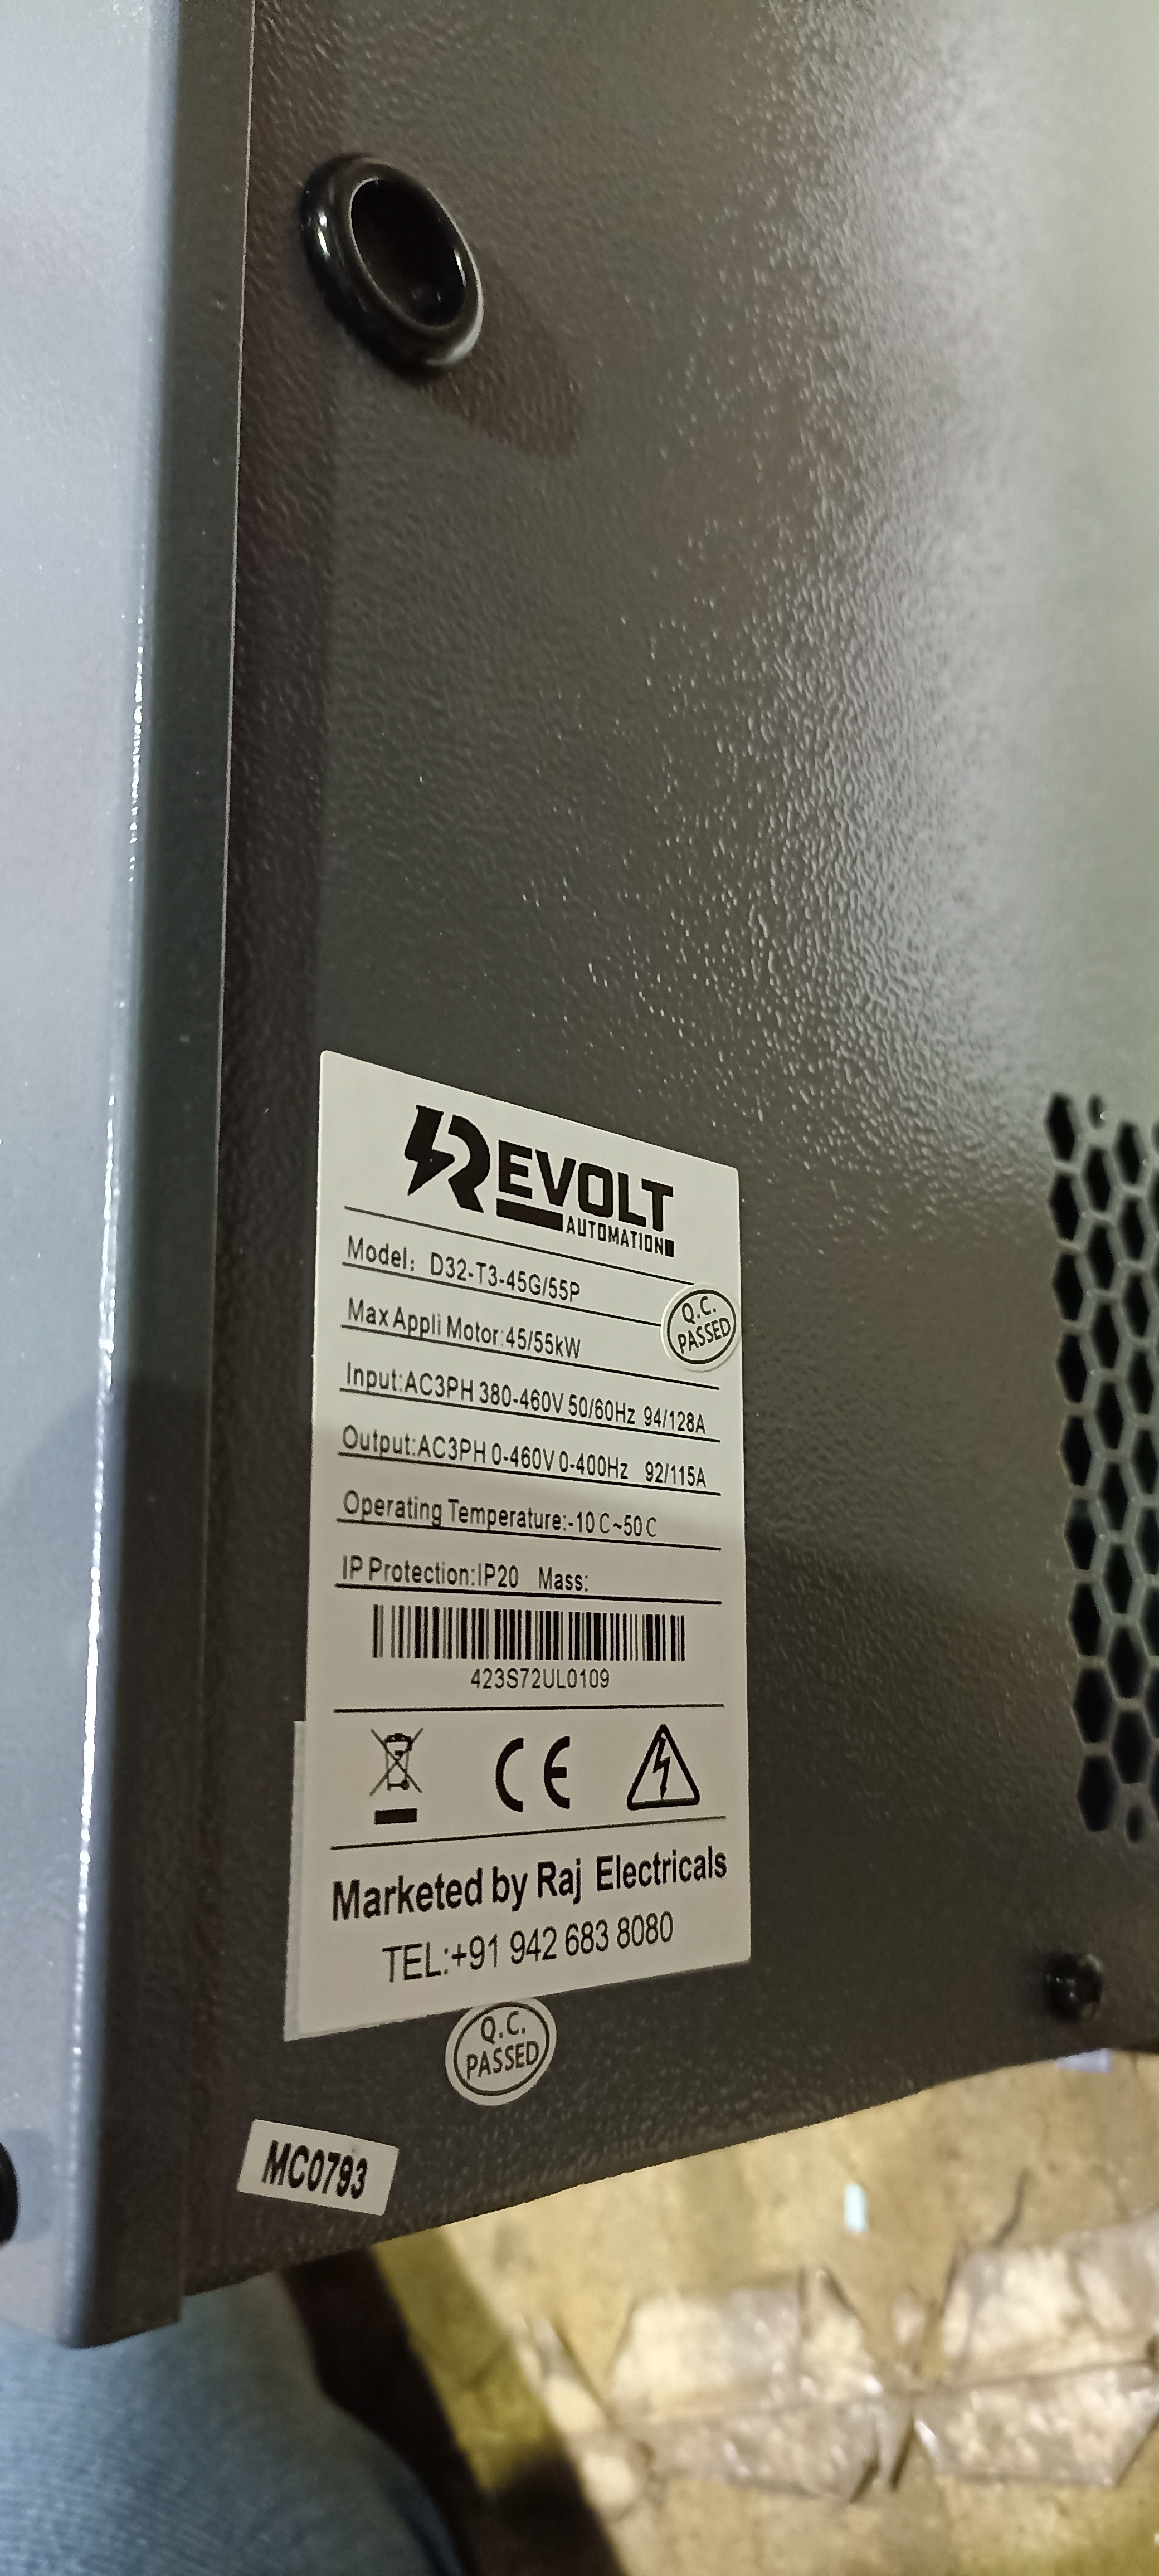 REVOLT
AUTOMATION
Model: D32-T3-45G/55P
Q.C.
PASSED
Max Appli Motor:45/55kW
Input:AC3PH 380-460V 50/60Hz 94/128A
Output:AC3PH 0-460V 0-400Hz 92/115A
Operating Temperature:-10C~50C
IP Protection:IP20 Mass:
423S72UL0109
CE
Marketed by Raj Electricals
TEL:+91 942 683 8080
Q.C.
PASSED
MC0793